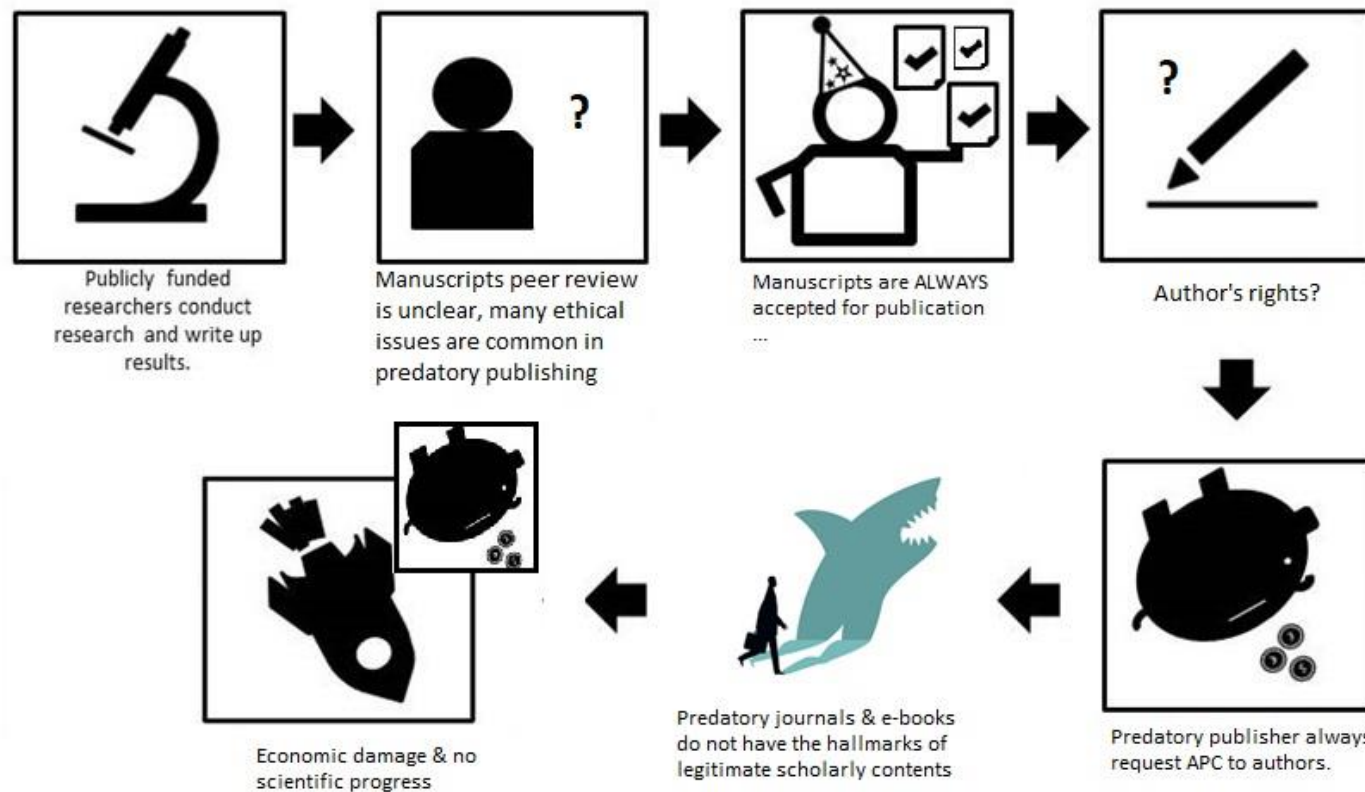 Publicly funded
researchers conduct
research and write up
results.
?
Manuscripts peer review
is unclear, many ethical
issues are common in
predatory publishing
Manuscripts are ALWAYS
accepted for publication
...
?
Author's rights?
Predatory publisher always
request APC to authors.
Predatory journals & e-books
do not have the hallmarks of
legitimate scholarly contents
Economic damage & no
scientific progress